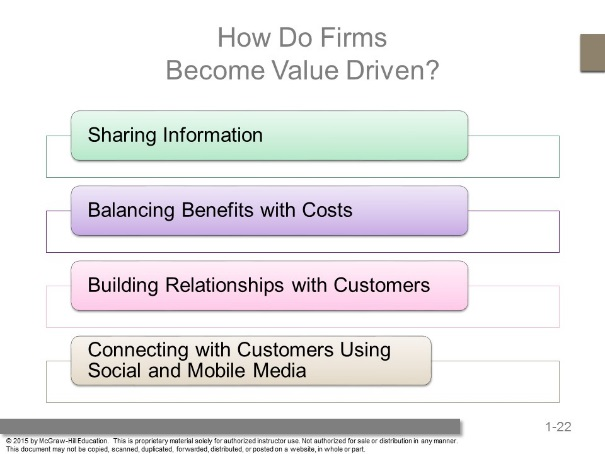 How Do Firms
Become Value Driven?
Sharing Information
Balancing Benefits with Costs
Building Relationships with Customers
Connecting with Customers Using
Social and Mobile Media
1-22
© 2015 by McGraw-Hill Education. This is proprietary material solely for authorized instructor use. Not authorized for sale or distribution in any manner.
This document may not be copied, scanned, duplicated, forwarded, distributed, or posted on a website, in whole or part.